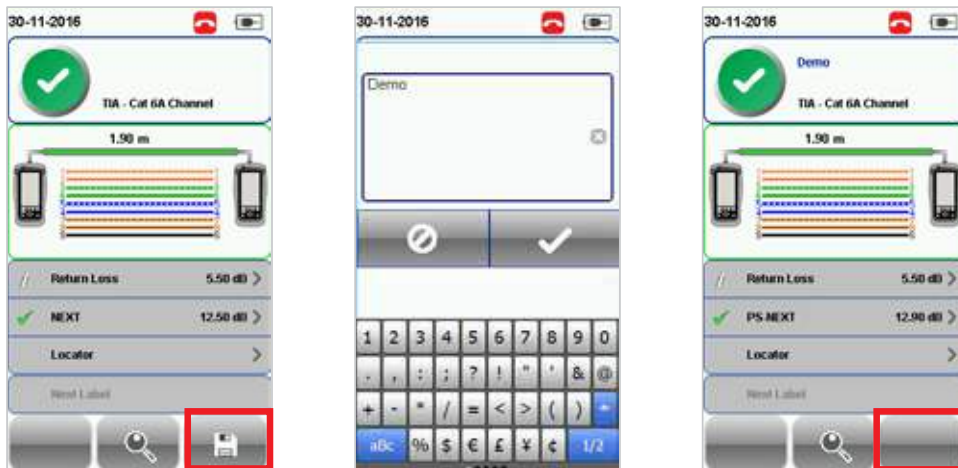 30-11-2016
TIA - Cat 6A Channel
1.90 m
Return Loss 5.50 dB
NEXT 12.50 dB
Locator
Next Label
30-11-2016
Demo
1 2 3 4 5 6 7 8 9 0
. , : ; ? ! " ' & @
+ - * / = < > ( )
aBc % $ € £ ¥ ¢ 1/2
30-11-2016
Demo
TIA - Cat 6A Channel
1.90 m
Return Loss 5.50 dB
PS NEXT 12.90 dB
Locator
Next Label